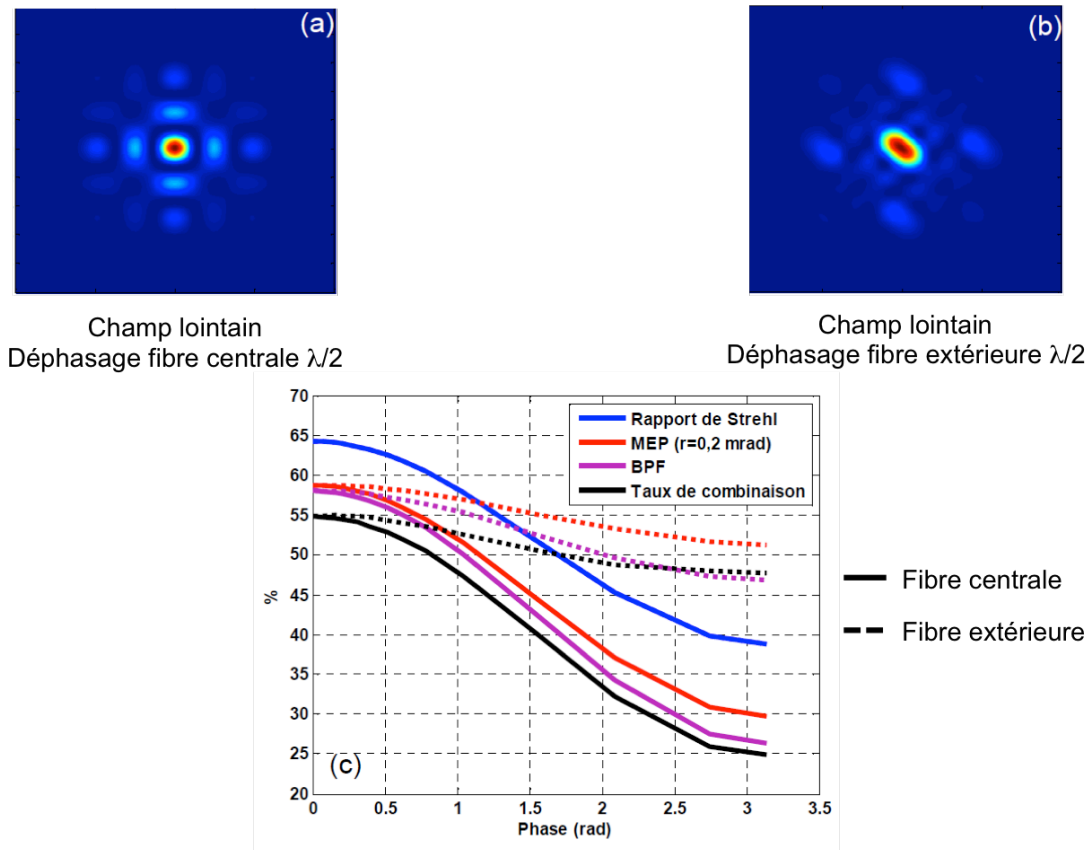 (a)
(b)
Champ lointain
Déphasage fibre centrale λ/2
Champ lointain
Déphasage fibre extérieure λ/2
70
65
60
55
50
45
40
35
30
25
20
%
Rapport de Strehl
MEP (r=0,2 mrad)
BPF
Taux de combinaison
(c)
0 0.5 1 1.5 2 2.5 3 3.5
Phase (rad)
Fibre centrale
Fibre extérieure